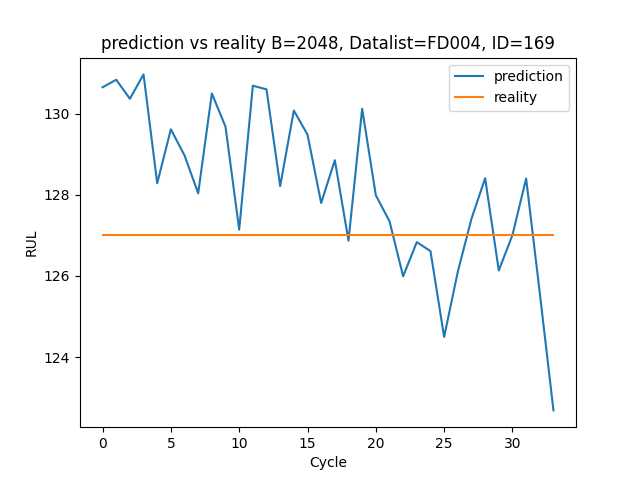 prediction vs reality B=2048, Datalist=FD004, ID=169
prediction
reality
130
128
126
124
RUL
0 5 10 15 20 25 30
Cycle